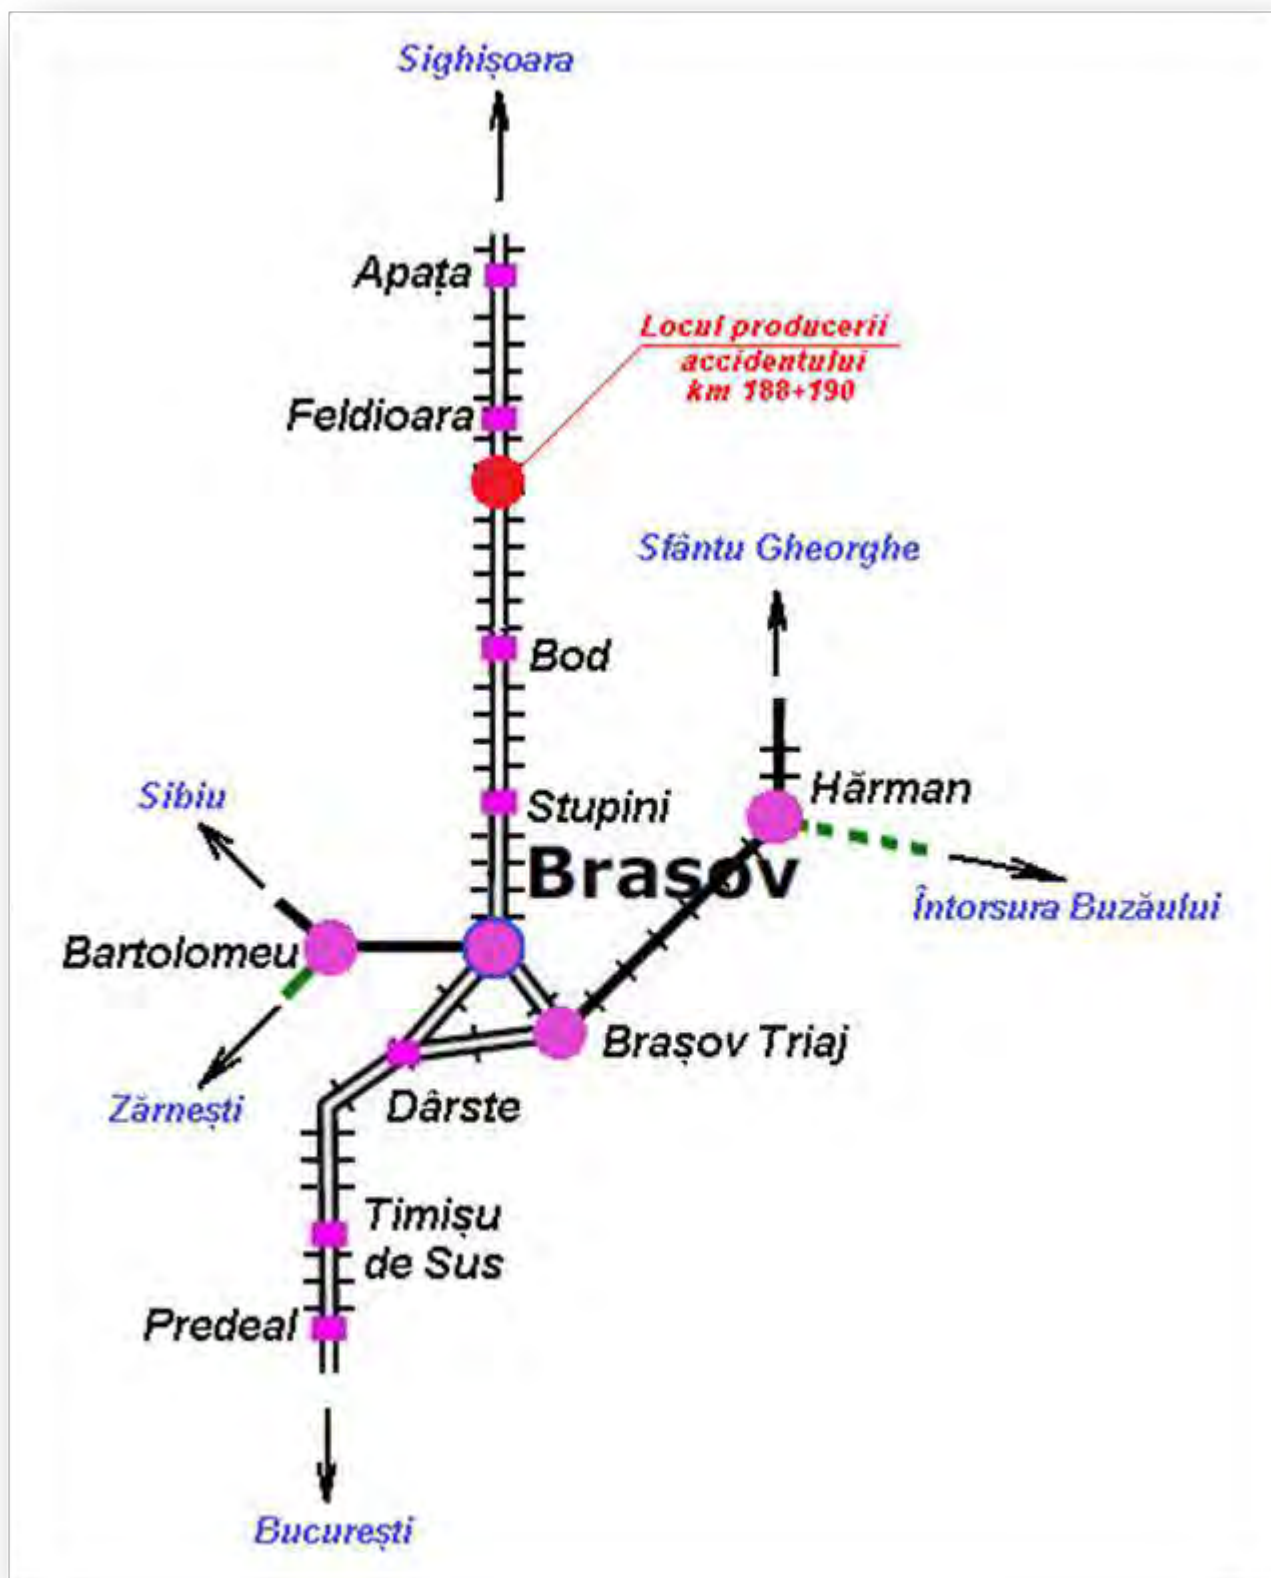 Sighișoara
Apața
Locul producerii
accidentului
km 188+190
Feldioara
Sfântu Gheorghe
Bod
Sibiu
Hărman
Stupini
Brașov
Întorsura Buzăului
Bartolomeu
Brașov Triaj
Zărnești
Dârste
Timișu
de Sus
Predeal
București